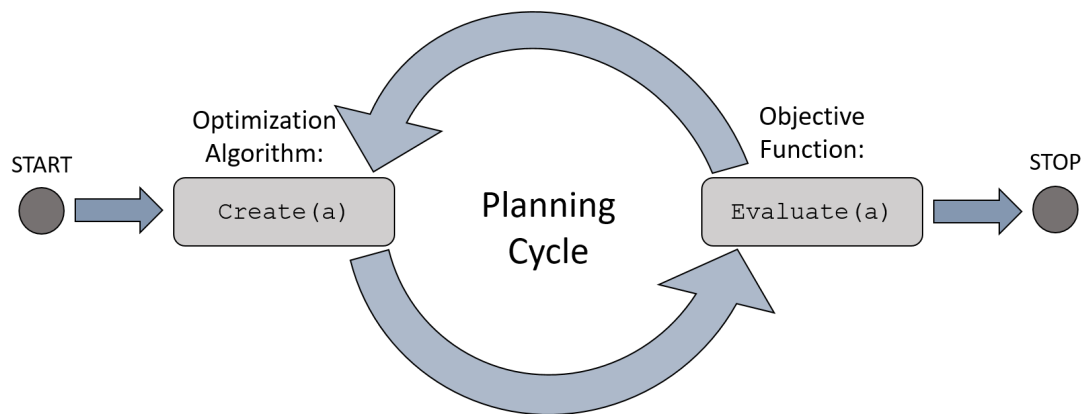 START
Optimization
Algorithm:
Create(a)
Planning
Cycle
Objective
Function:
Evaluate(a)
STOP